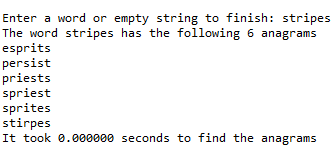 Enter a word or empty string to finish: stripes
The word stripes has the following 6 anagrams
esprits
persist
priests
spriest
sprites
stirpes
It took 0.000000 seconds to find the anagrams